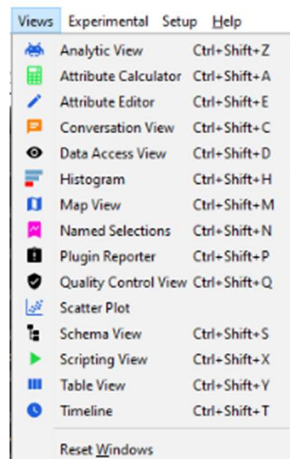 Views Experimental Setup Help
Analytic View Ctrl+Shift+Z
Attribute Calculator Ctrl+Shift+A
Attribute Editor Ctrl+Shift+E
Conversation View Ctrl+Shift+C
Data Access View Ctrl+Shift+D
Histogram Ctrl+Shift+H
Map View Ctrl+Shift+M
Named Selections Ctrl+Shift+N
Plugin Reporter Ctrl+Shift+P
Quality Control View Ctrl+Shift+Q
Scatter Plot
Schema View Ctrl+Shift+S
Scripting View Ctrl+Shift+X
Table View Ctrl+Shift+Y
Timeline Ctrl+Shift+T
Reset Windows